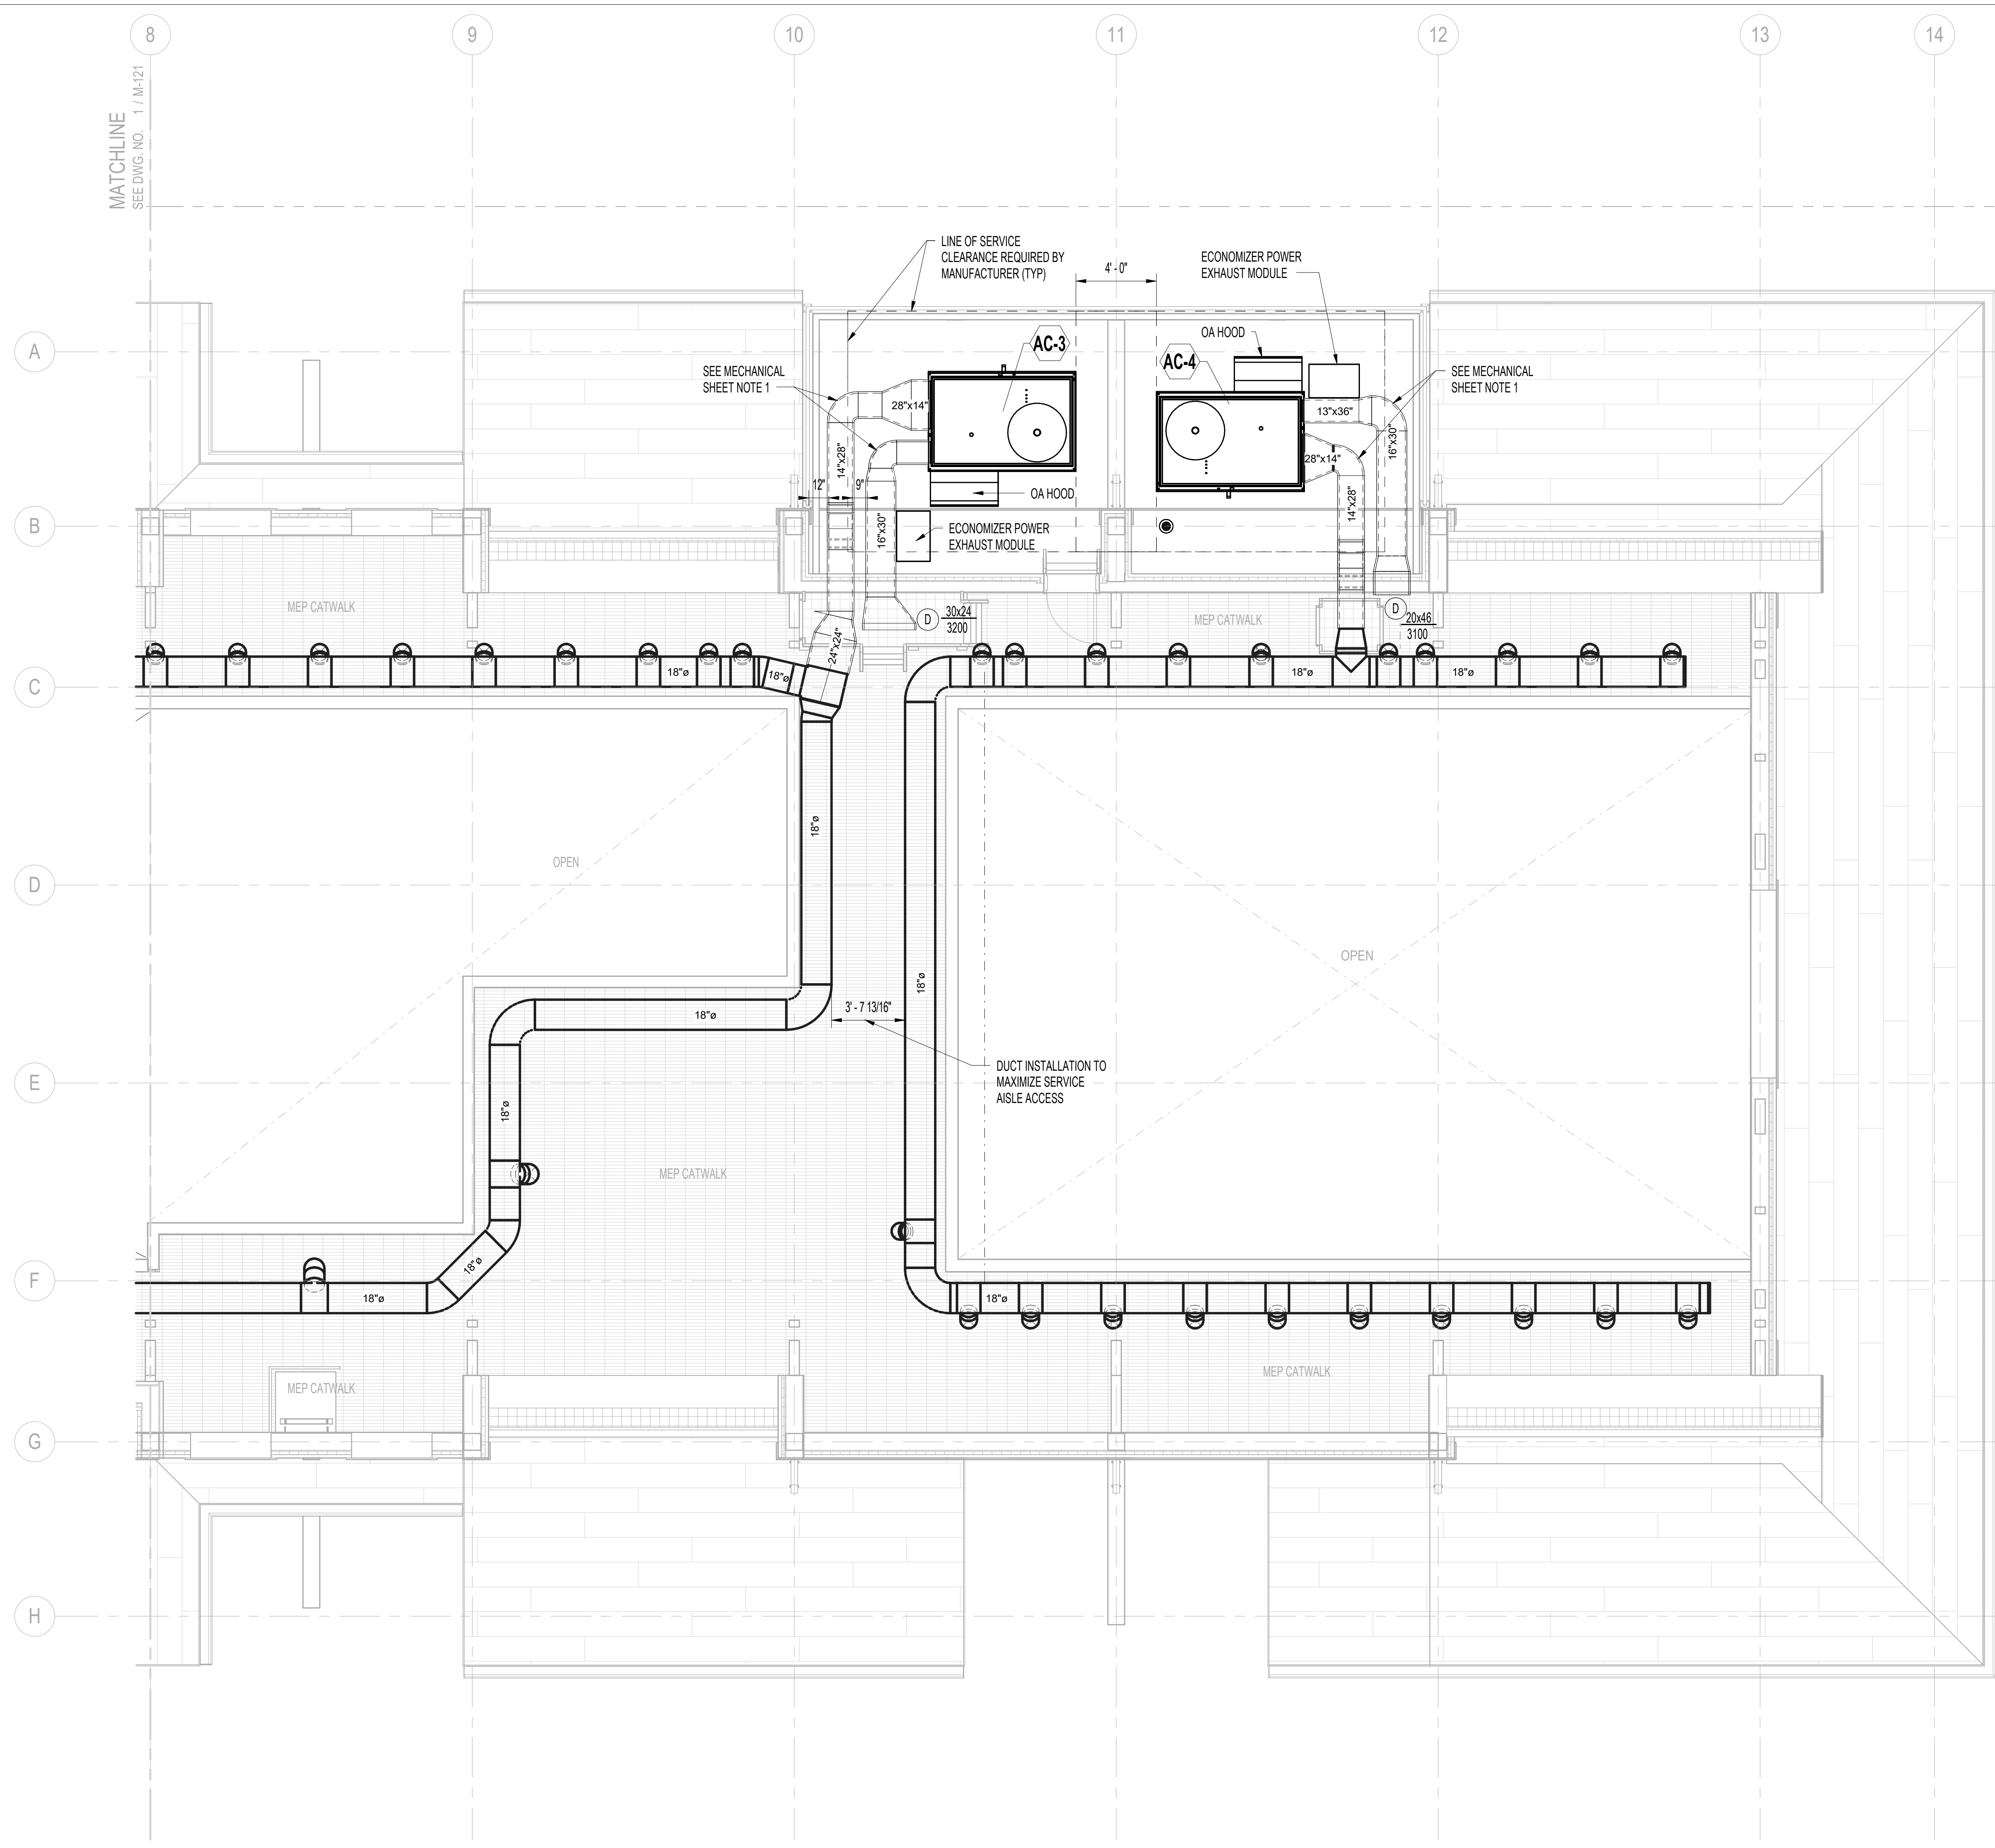 8
9
10
11
12
13
14
MATCHLINE
SEE DWG. NO. 1 / M-121
LINE OF SERVICE
CLEARANCE REQUIRED BY
MANUFACTURER (TYP)
4' - 0"
ECONOMIZER POWER
EXHAUST MODULE
A
AC-3
OA HOOD
AC-4
SEE MECHANICAL
SHEET NOTE 1
SEE MECHANICAL
SHEET NOTE 1
28"x14"
13"x36"
16"x30"
14"x28"
28"x14"
12"
9"
OA HOOD
14"x28"
B
16"x30"
ECONOMIZER POWER
EXHAUST MODULE
MEP CATWALK
D
30x24
3200
MEP CATWALK
D
20x46
3100
24"x24"
C
18"ø
18"ø
18"ø
18"ø
18"ø
OPEN
D
OPEN
18"ø
18"ø
3' - 7 13/16"
E
DUCT INSTALLATION TO
MAXIMIZE SERVICE
AISLE ACCESS
18"ø
MEP CATWALK
18"ø
F
18"ø
18"ø
MEP CATWALK
MEP CATWALK
G
H